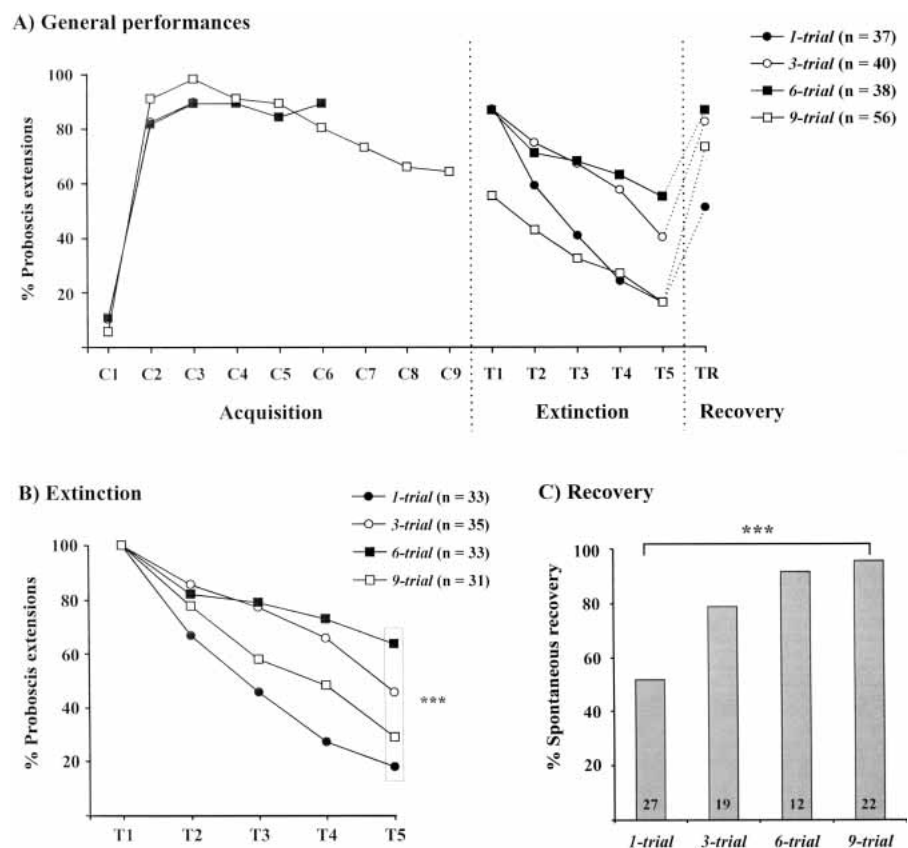 A) General performances
1-trial (n = 37)
3-trial (n = 40)
6-trial (n = 38)
9-trial (n = 56)
% Proboscis extensions
100
80
60
40
20
C1 C2 C3 C4 C5 C6 C7 C8 C9 T1 T2 T3 T4 T5 TR
Acquisition Extinction Recovery
B) Extinction
1-trial (n = 33)
3-trial (n = 35)
6-trial (n = 33)
9-trial (n = 31)
% Proboscis extensions
100
80
60
40
20
***
T1 T2 T3 T4 T5
C) Recovery
***
% Spontaneous recovery
100
80
60
40
20
27 19 12 22
1-trial 3-trial 6-trial 9-trial